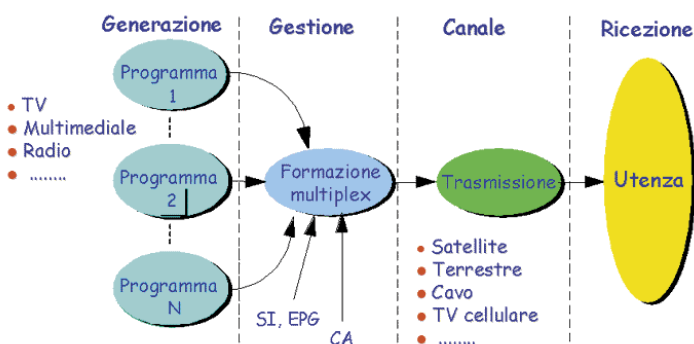 Generazione
Gestione
Canale
Ricezione
TV
Multimediale
Radio
........
Programma
1
Programma
2
Programma
N
Formazione
multiplex
SI, EPG
CA
Trasmissione
Satellite
Terrestre
Cavo
TV cellulare
........
Utenza